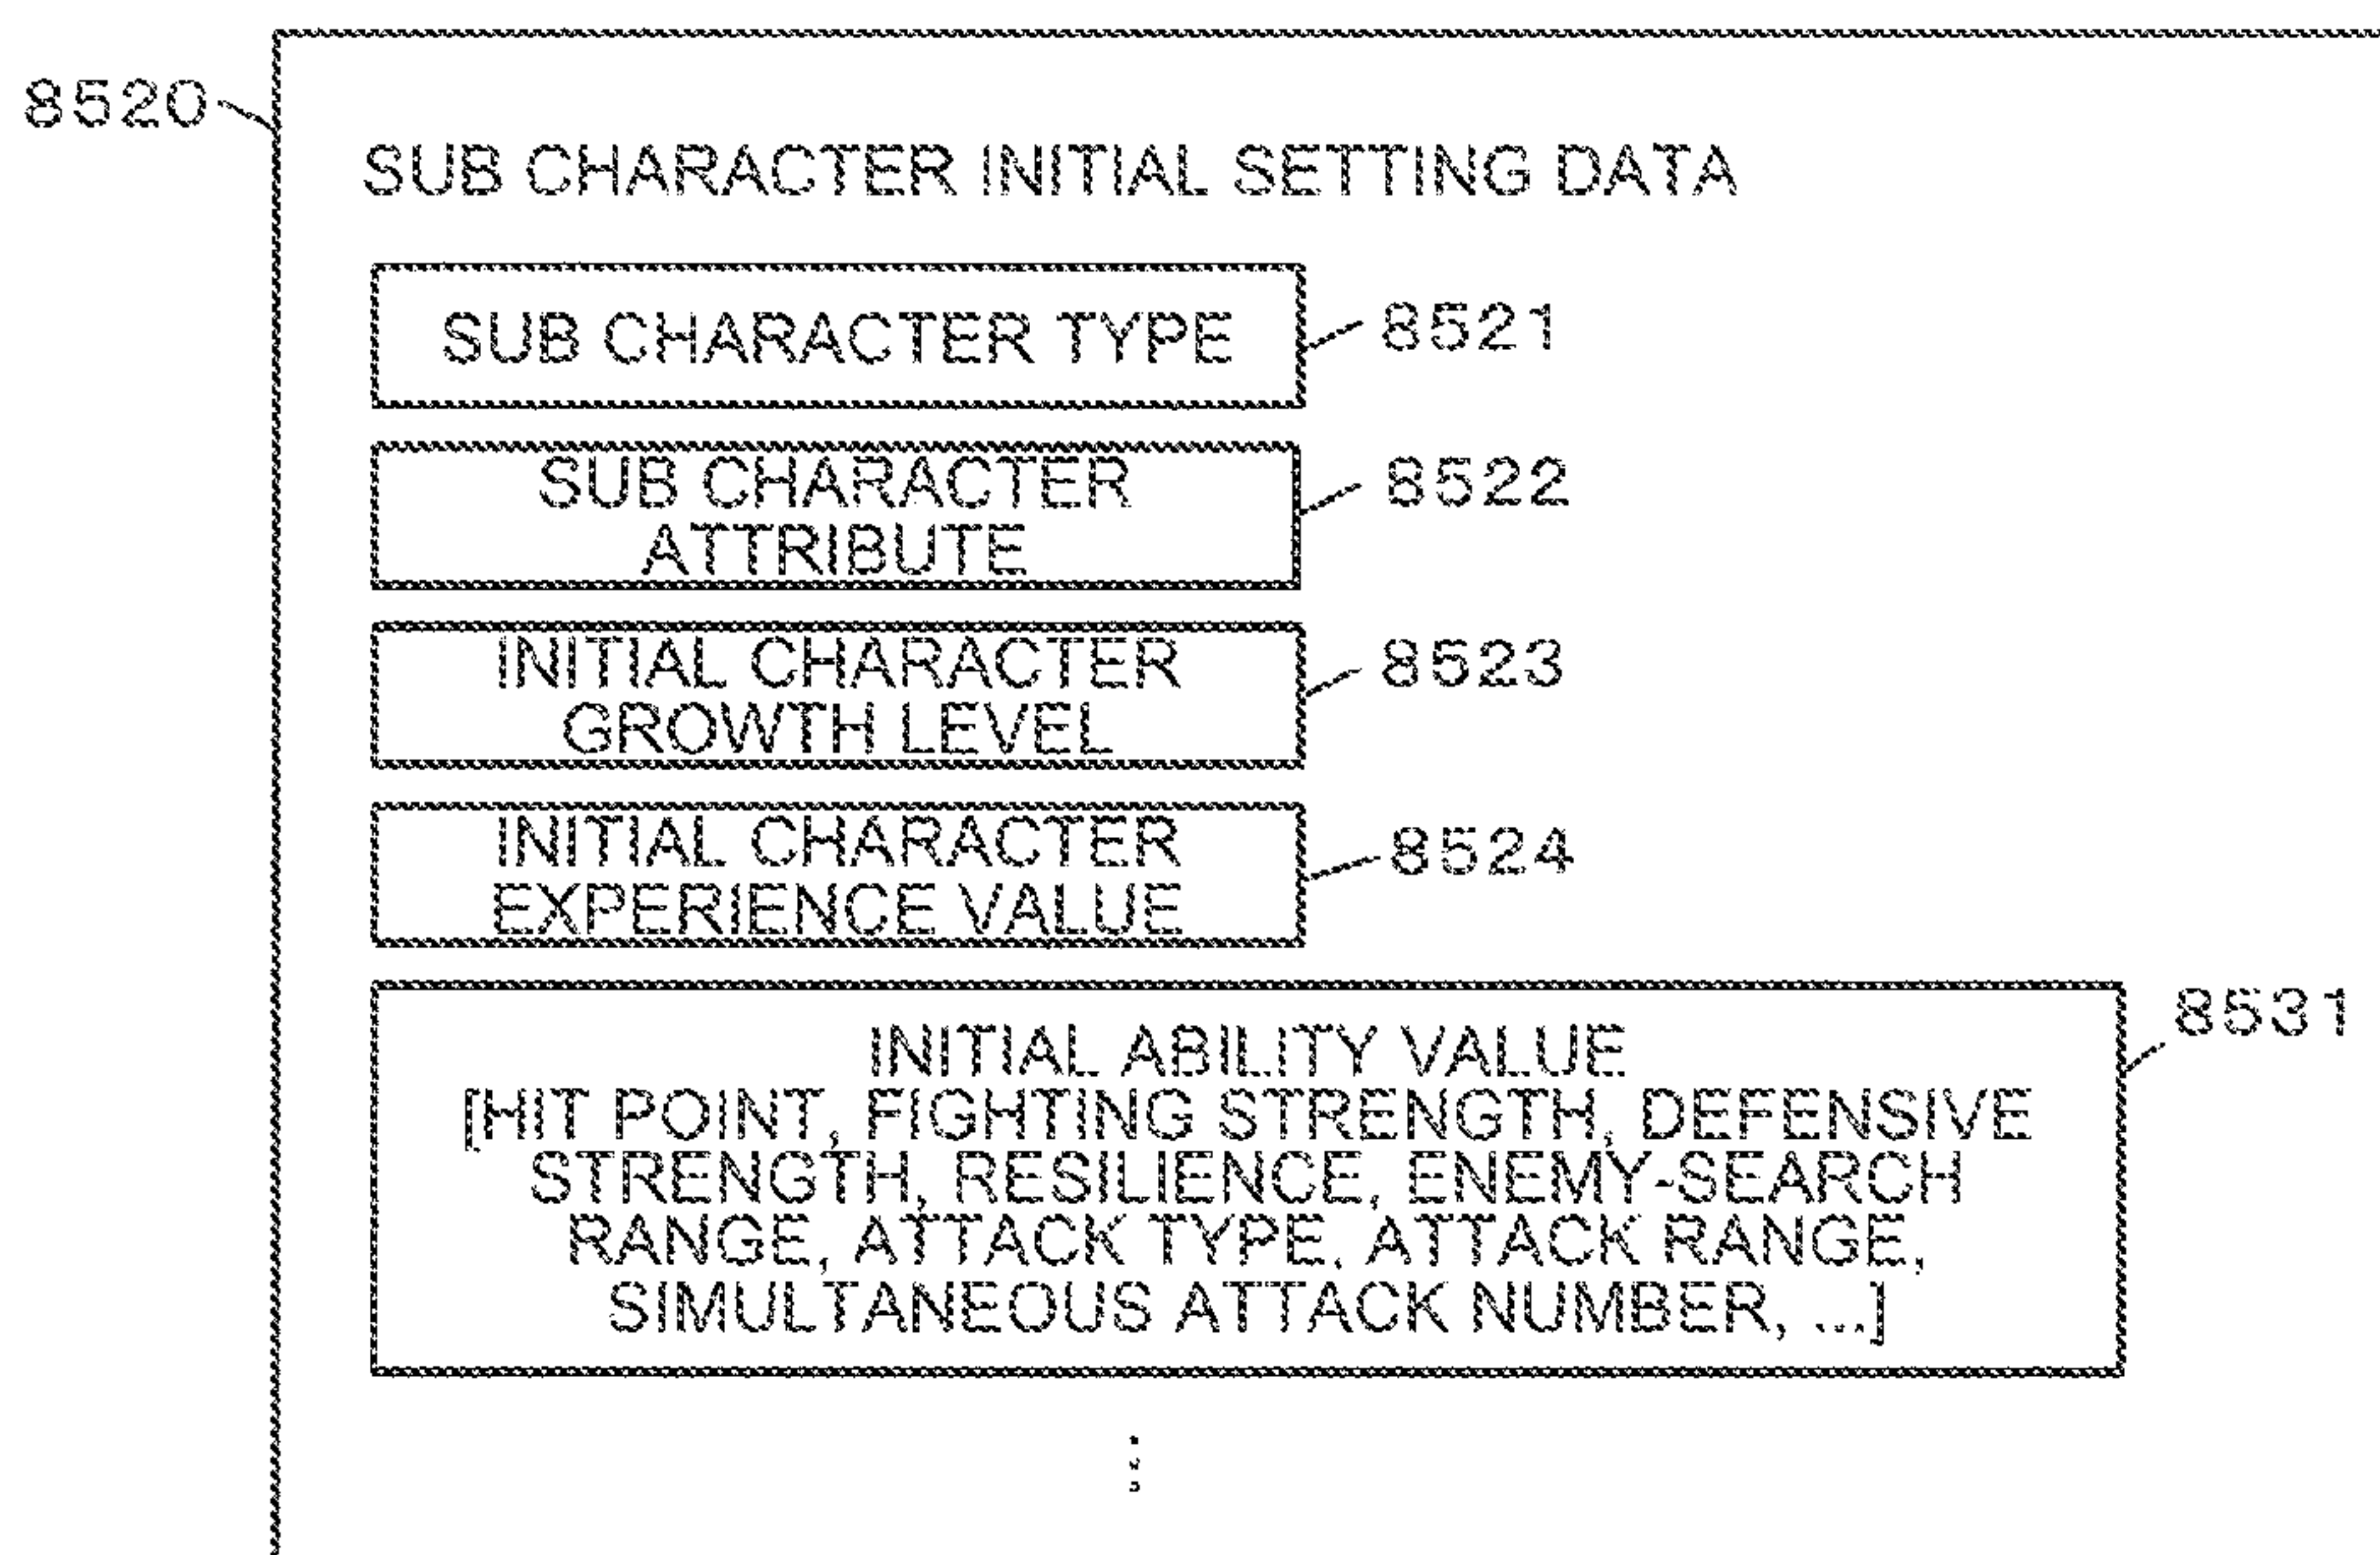 8520
SUB CHARACTER INITIAL SETTING DATA
SUB CHARACTER TYPE
8521
SUB CHARACTER
ATTRIBUTE
8522
INITIAL CHARACTER
GROWTH LEVEL
8523
INITIAL CHARACTER
EXPERIENCE VALUE
8524
INITIAL ABILITY VALUE
[HIT POINT, FIGHTING STRENGTH, DEFENSIVE
STRENGTH, RESILIENCE, ENEMY-SEARCH
RANGE, ATTACK TYPE, ATTACK RANGE,
SIMULTANEOUS ATTACK NUMBER, ...]
8531